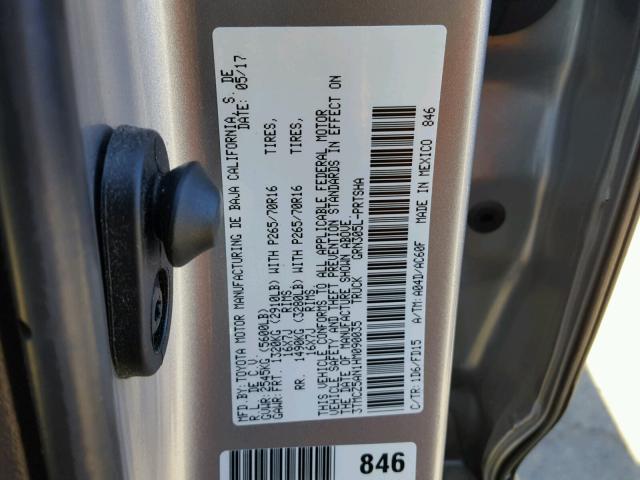 MFD.BY: TOYOTA MOTOR MANUFACTURING DE BAJA CALIFORNIA S. DE
R.L. DE C.V. DATE: 05/17
GVWR: 2545KG (5600LB)
GAWR: FRT. 1320KG (2910LB) WITH P265/70R16 TIRES,
16X7J RIMS
RR. 1490KG (3280LB) WITH P265/70R16 TIRES,
16X7J RIMS
THIS VEHICLE CONFORMS TO ALL APPLICABLE FEDERAL MOTOR
VEHICLE SAFETY AND THEFT PREVENTION STANDARDS IN EFFECT ON
THE DATE OF MANUFACTURE SHOWN ABOVE.
3TMCZ5AN1HM090035 TRUCK GRN305L-PRTSHA
C/TR: 1D6/FD15 A/TM: A04D/AC60F MADE IN MEXICO 846
846